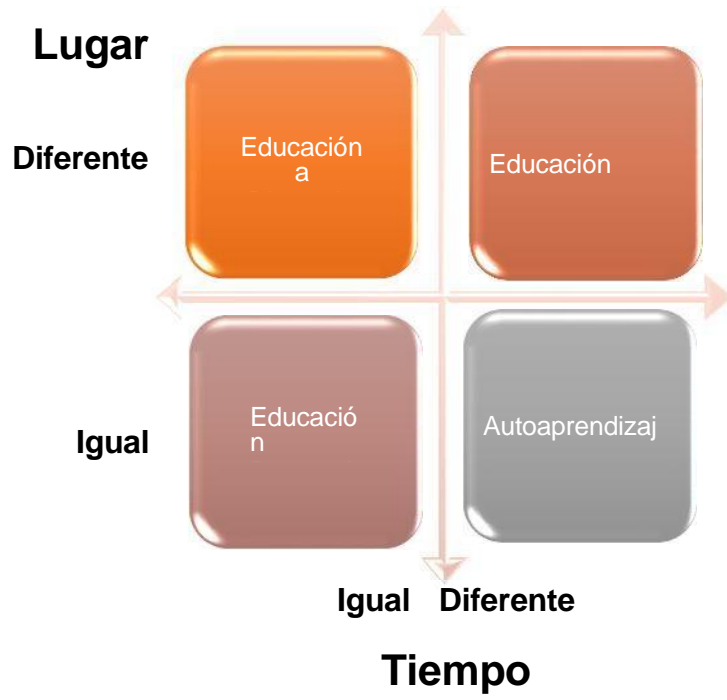 Lugar
Diferente
Educación
a
Educación
Igual
Educació
n
Autoaprendizaj
Igual Diferente
Tiempo